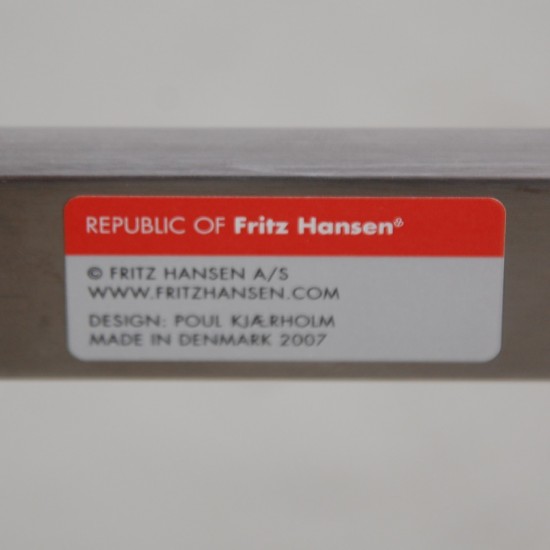 REPUBLIC OF Fritz Hansen®
© FRITZ HANSEN A/S
WWW.FRITZHANSEN.COM
DESIGN: POUL KJÆRHOLM
MADE IN DENMARK 2007